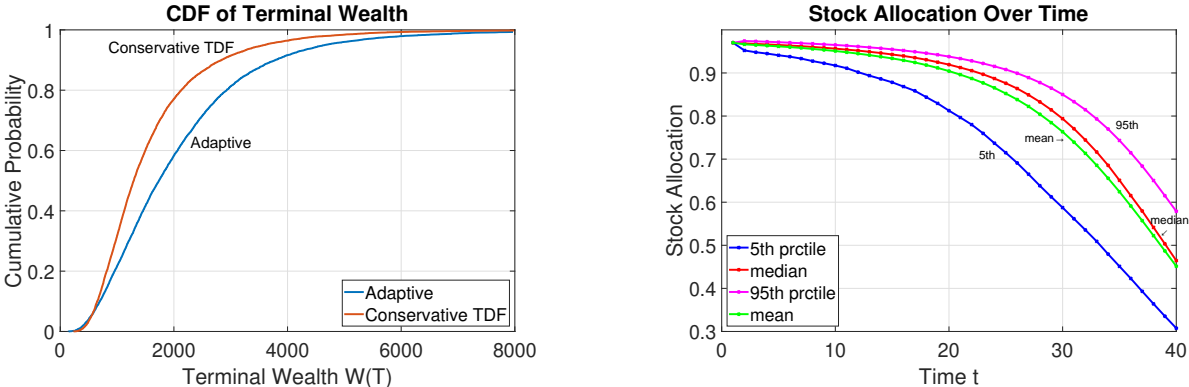 CDF of Terminal Wealth
Cumulative Probability
1
0.8
0.6
0.4
0.2
0
Conservative TDF
Adaptive
Adaptive
Conservative TDF
0 2000 4000 6000 8000
Terminal Wealth W(T)
Stock Allocation Over Time
Stock Allocation
0.9
0.8
0.7
0.6
0.5
0.4
0.3
95th
mean→
5th
median
5th prctile
median
95th prctile
mean
0 10 20 30 40
Time t